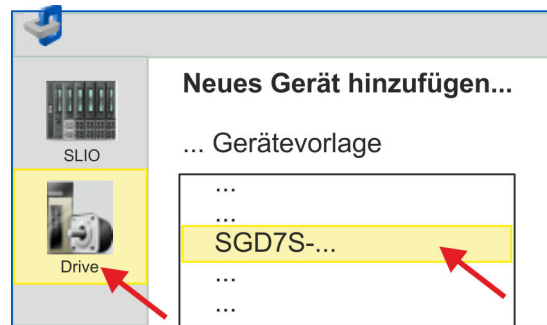 Neues Gerät hinzufügen...
SLIO
... Gerätevorlage
...
...
SGD7S-...
Drive
...
...